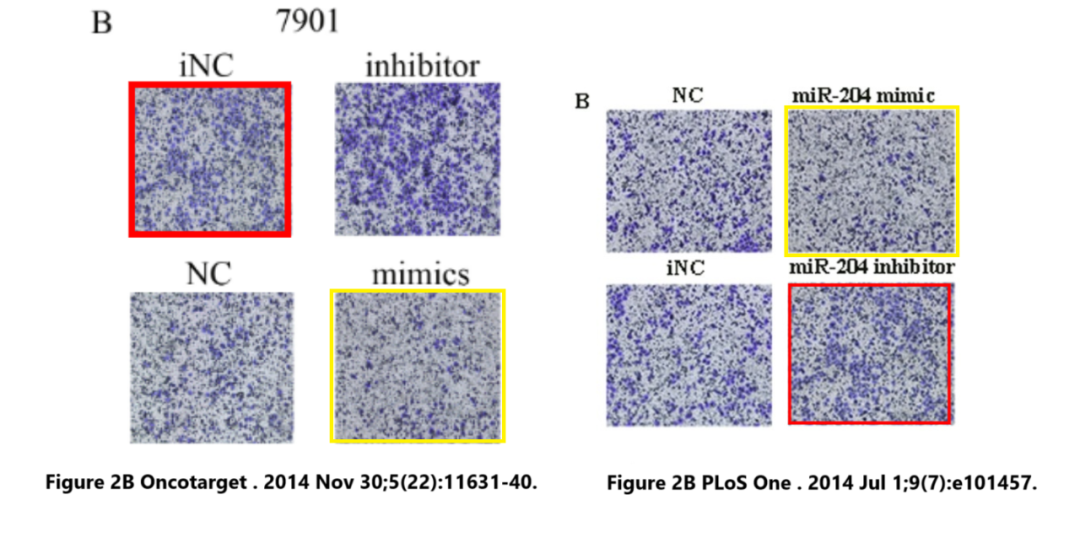 B 7901
iNC inhibitor
NC mimics
Figure 2B Oncotarget . 2014 Nov 30;5(22):11631-40.
B NC miR-204 mimic
iNC miR-204 inhibitor
Figure 2B PLoS One . 2014 Jul 1;9(7):e101457.